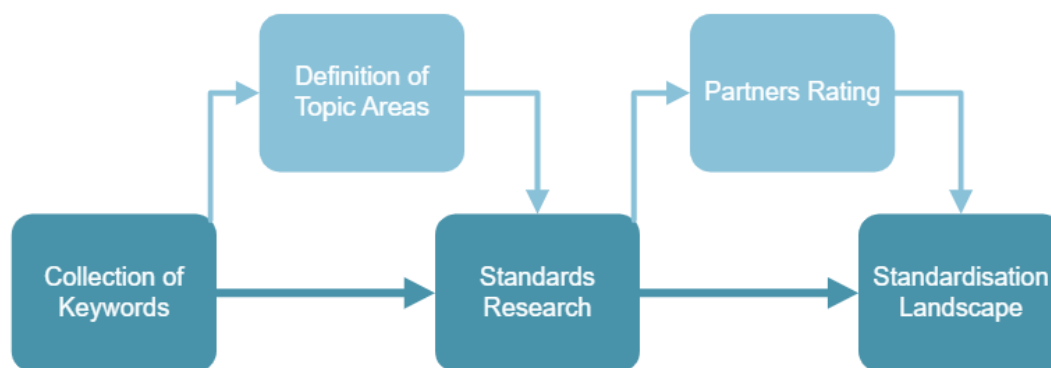 Definition of
Topic Areas
Partners Rating
Collection of
Keywords
Standards
Research
Standardisation
Landscape